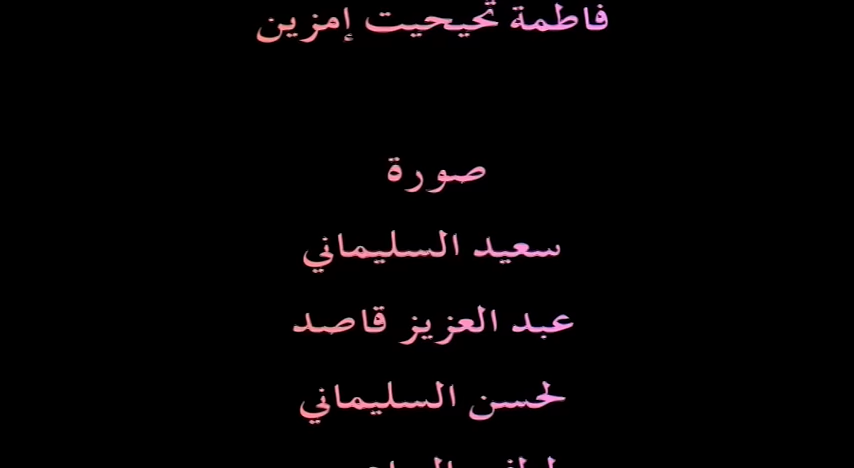 فاطمة تحيحيت إمزين
صورة
سعيد السليماني
عبد العزيز قاصد
لحسن السليماني